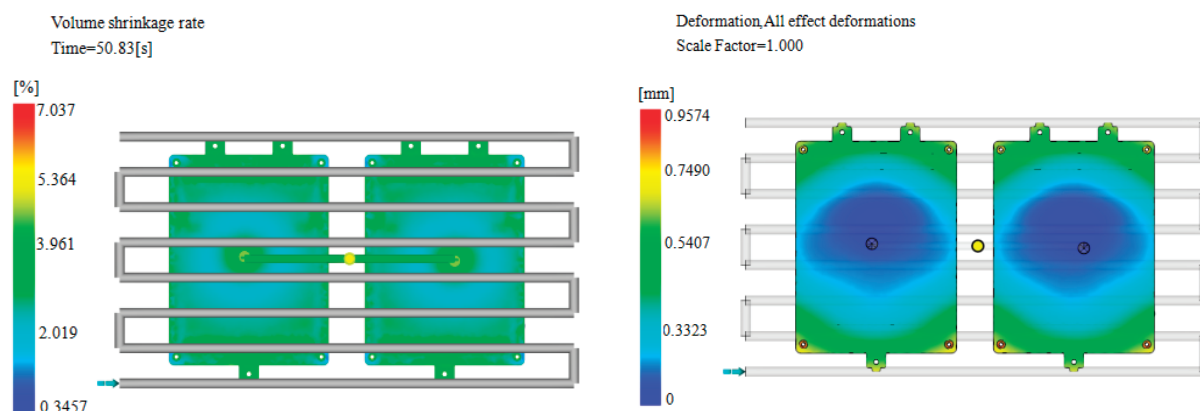 Volume shrinkage rate
Time=50.83[s]
[%]
7.037
5.364
3.961
2.019
0.3457
Deformation,All effect deformations
Scale Factor=1.000
[mm]
0.9574
0.7490
0.5407
0.3323
0